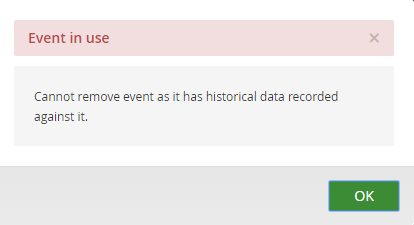 Event in use ×
Cannot remove event as it has historical data recorded
against it.
OK